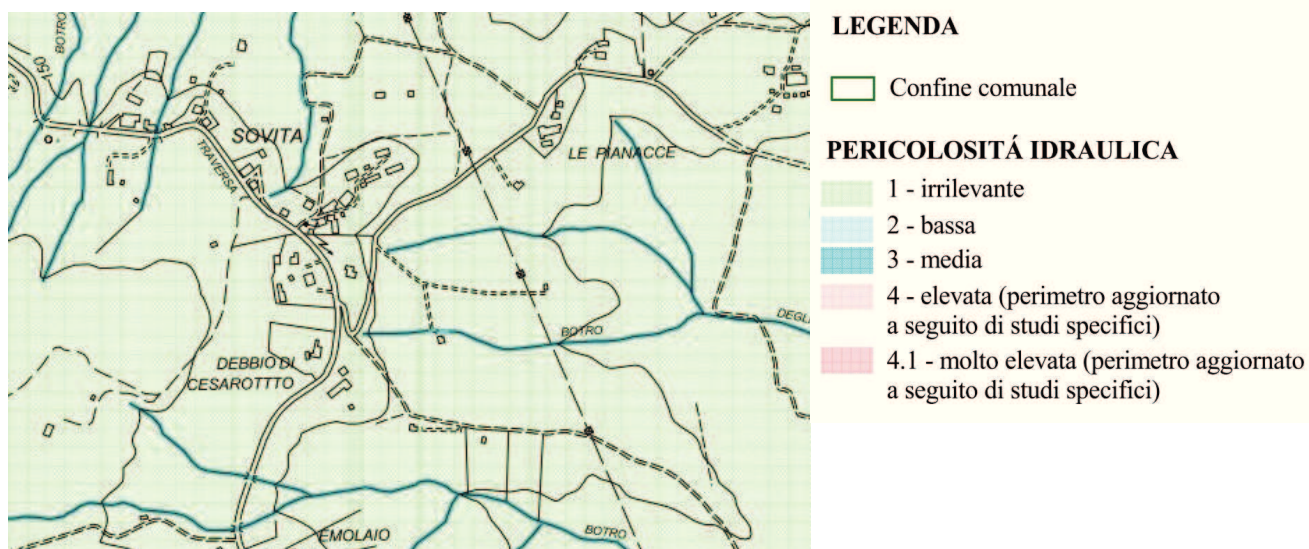 BOTRO
150
SOVITA
TRAVERSA
LE PIANACCE
BOTRO
DEGLI
DEBBIO DI
CESAROTTTO
EMOLAIO
BOTRO
LEGENDA
Confine comunale
PERICOLOSITÁ IDRAULICA
1 - irrilevante
2 - bassa
3 - media
4 - elevata (perimetro aggiornato
a seguito di studi specifici)
4.1 - molto elevata (perimetro aggiornato
a seguito di studi specifici)